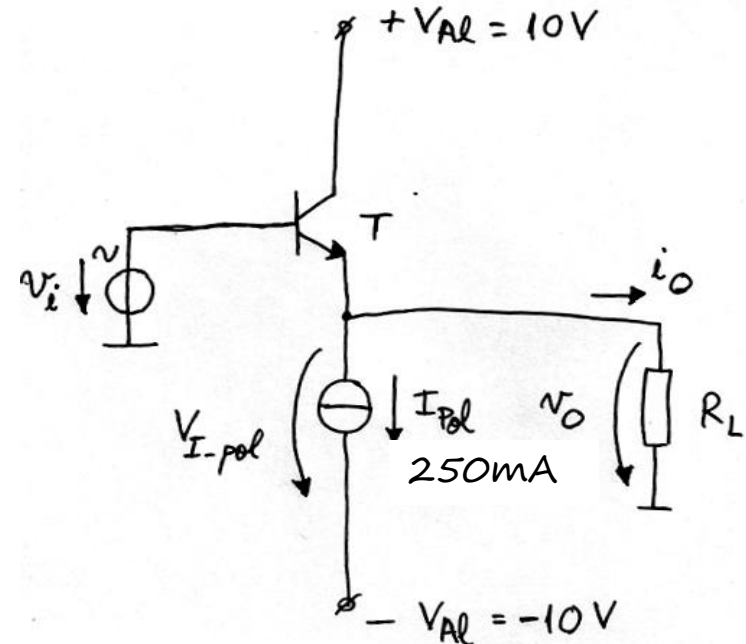 + VAl = 10V
T
vi
~
iO
VI-pol
IPol
250mA
vO
RL
− VAl = -10V